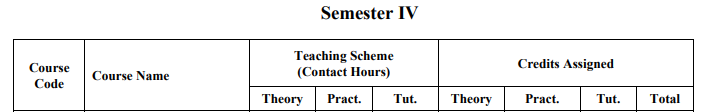 Semester IV
Course Code
Course Name
Teaching Scheme
(Contact Hours)
Credits Assigned
Theory Pract. Tut. Theory Pract. Tut. Total